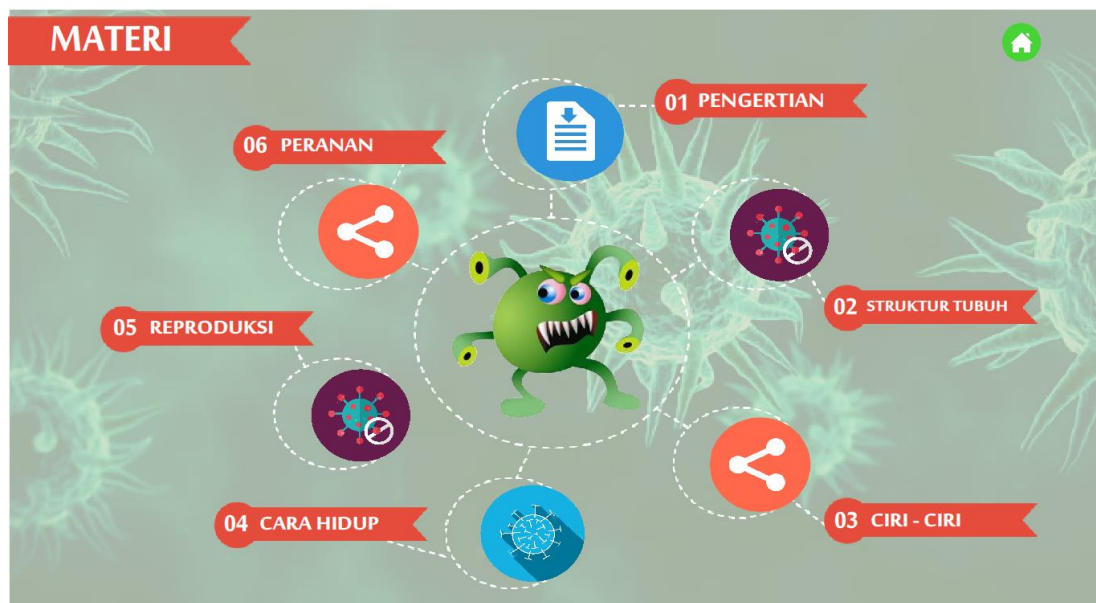 MATERI
01 PENGERTIAN
02 STRUKTUR TUBUH
03 CIRI - CIRI
04 CARA HIDUP
05 REPRODUKSI
06 PERANAN